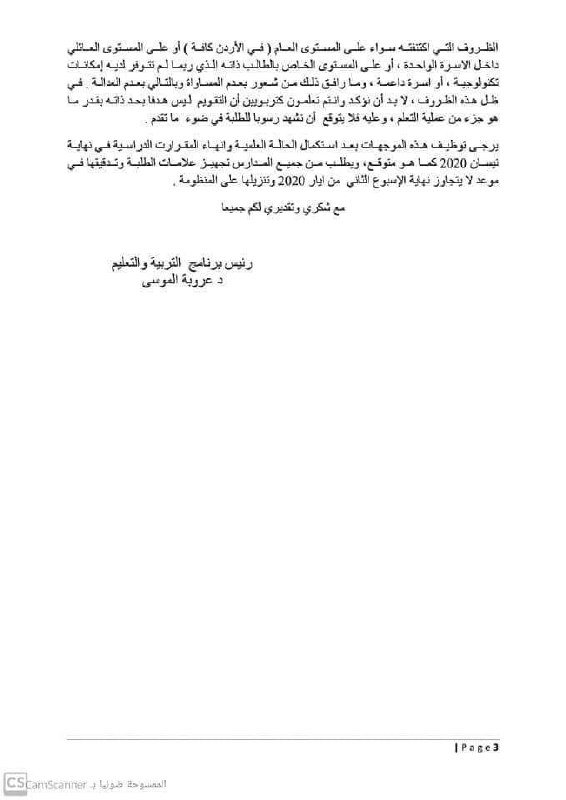 الظروف التي اكتنفته سواء على المستوى العام ( في الأردن كافة ) أو على المستوى العائلي
داخل الاسرة الواحدة ، أو على المستوى الخاص بالطالب ذاته الذي ربما لم تتوفر لديه إمكانات
تكنولوجية ، أو اسرة داعمة ، وما رافق ذلك من شعور بعدم المساواة وبالتالي بعدم العدالة . في
ظل هذه الظروف ، لا بد أن نؤكد وانتم تعلمون كتربويين أن التقويم ليس هدفا بحد ذاته بقدر ما
هو جزء من عملية التعلم ، وعليه فلا يتوقع أن نشهد رسوبا للطلبة في ضوء ما تقدم .
يرجى توظيف هذه الموجهات بعد استكمال الحالة العلمية وانهاء المقرارت الدراسية في نهاية
نيسان 2020 كما هو متوقع، ويطلب من جميع المدارس تجهيز علامات الطلبة وتدقيقها في
موعد لا يتجاوز نهاية الإسبوع الثاني من ايار 2020 وتنزيلها على المنظومة .
مع شكري وتقديري لكم جميعا
رئيس برنامج التربية والتعليم
د عروبة الموسى
| Page 3
CS CamScanner الممسوحة ضوئيا بـ